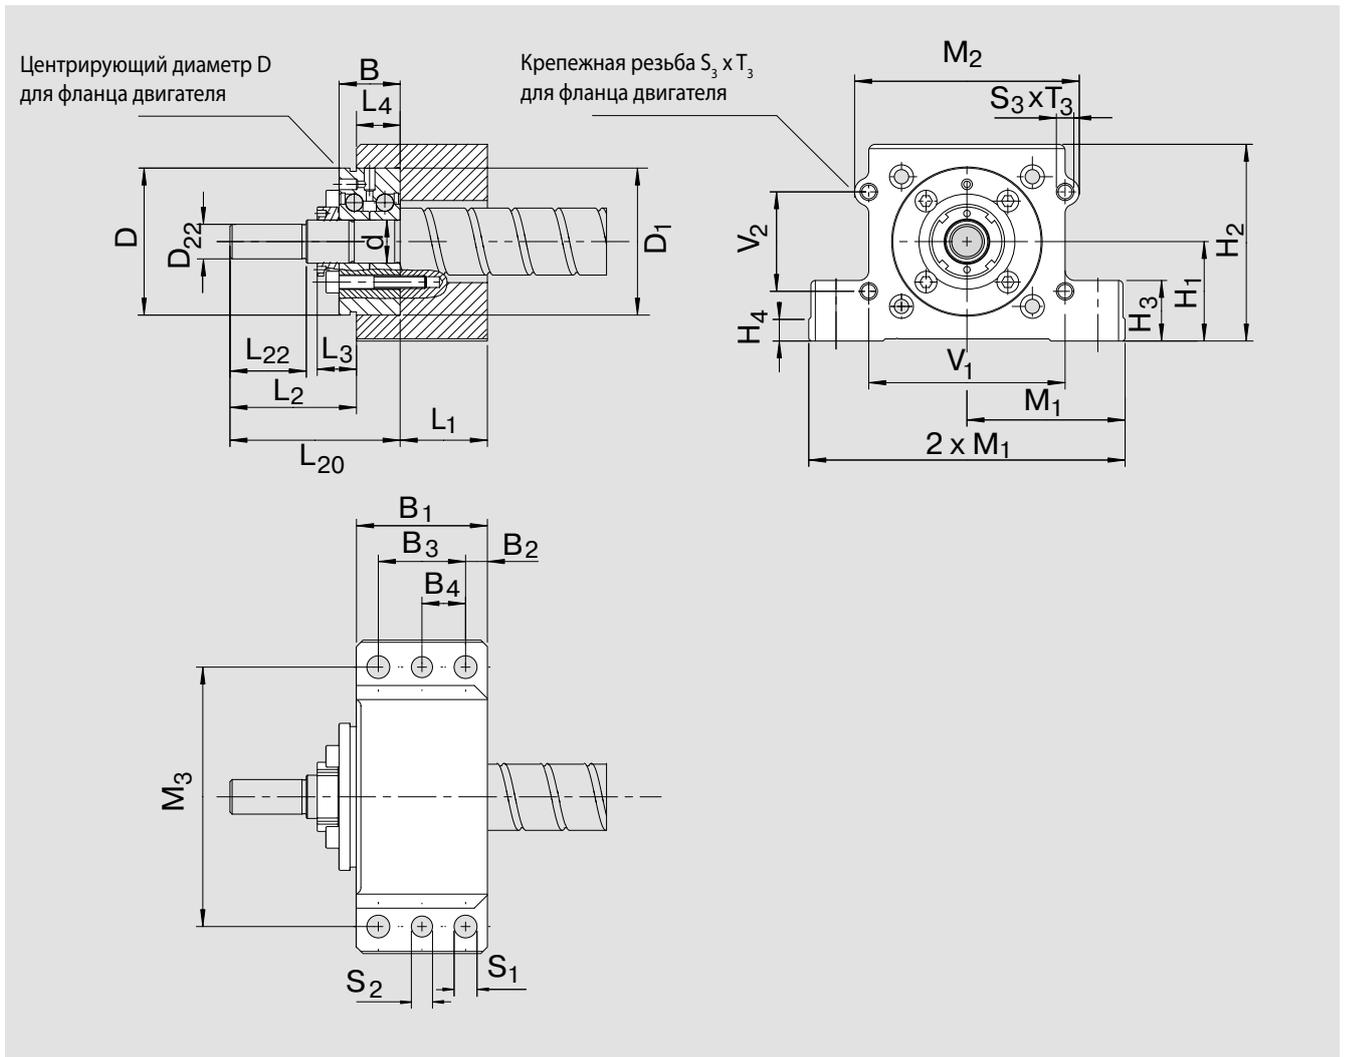 Центрирующий диаметр D
для фланца двигателя
Крепежная резьба S₃ x T₃
для фланца двигателя
B
L4
D
D22
d
D1
L22
L3
L2
L1
L20
M2
S3 xT3
V2
H2
H1
H3
H4
V1
M1
2 x M1
B1
B3
B2
B4
M3
S2
S1